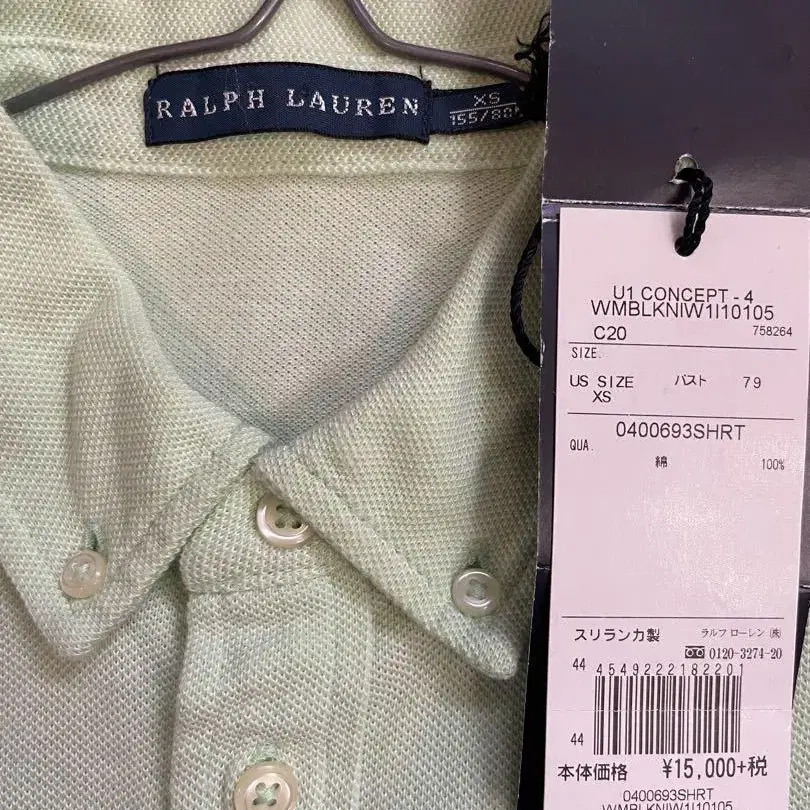 RALPH LAUREN
XS
155/80
U1 CONCEPT - 4
WMBLKNIW1I10105
C20 758264
SIZE.
US SIZE バスト 79
XS
0400693SHRT
QUA.
綿 100%
スリランカ製 ラルフ ローレン ㈱
0120-3274-20
44 4549222182201
44
本体価格 ¥15,000+税
0400693SHRT
WMBLKNIW1I10105